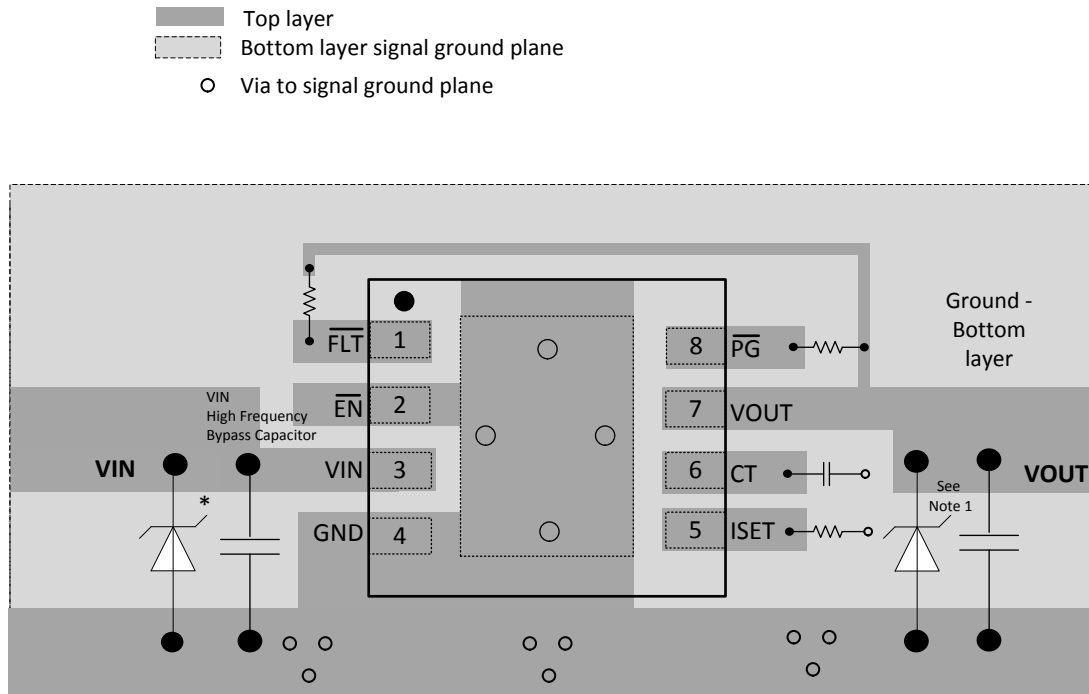 Top layer
Bottom layer signal ground plane
Via to signal ground plane
Ground -
Bottom
layer
FLT
1
8
PG
EN
2
7
VOUT
VIN
High Frequency
Bypass Capacitor
VIN
VIN
3
6
CT
VOUT
*
See
Note 1
GND
4
5
ISET